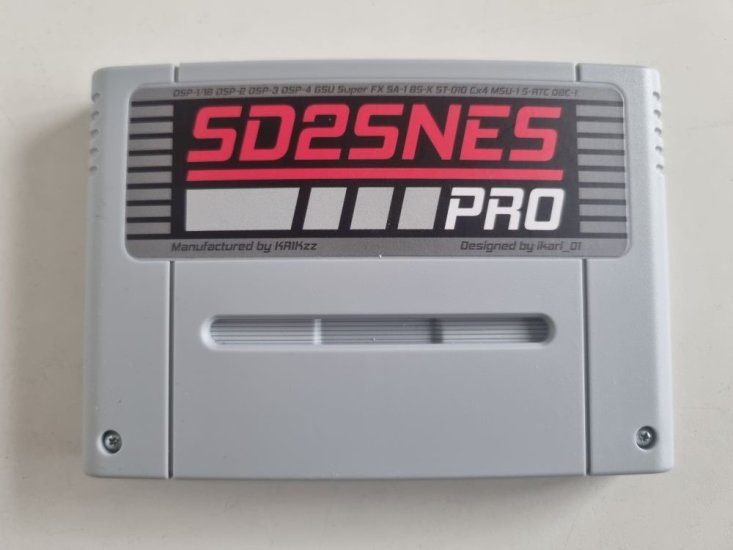 DSP-1/1B DSP-2 DSP-3 DSP-4 GSU Super FX SA-1 BS-X ST-010 Cx4 MSU-1 S-RTC OBC-1
SD2SNES
PRO
Manufactured by KRIKzz
Designed by ikari_01